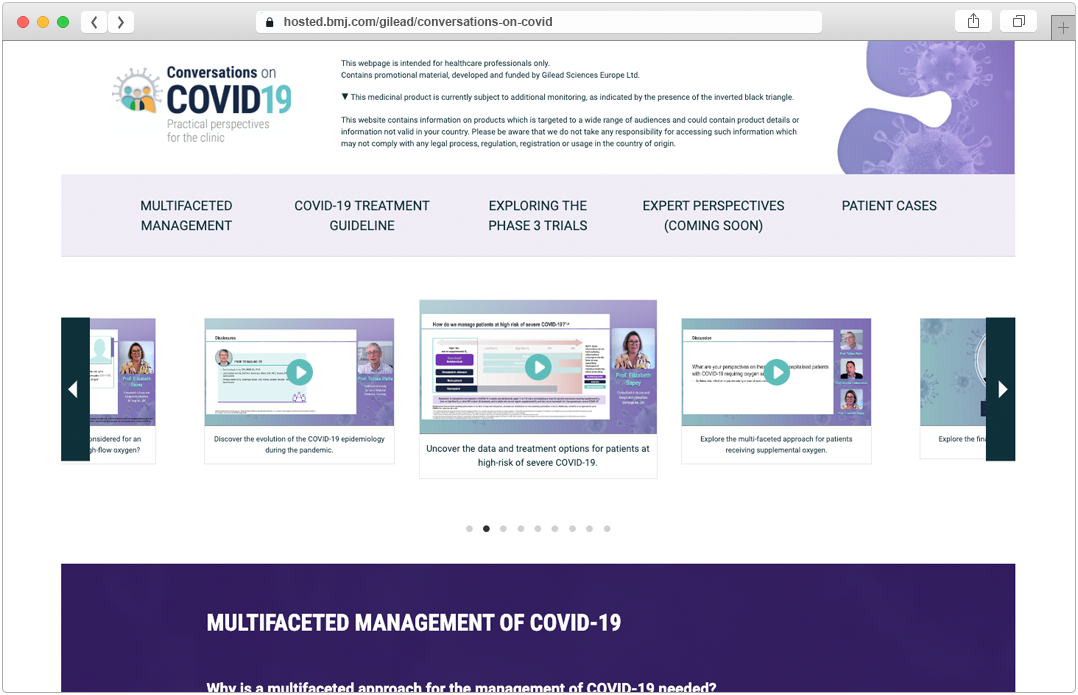 hosted.bmj.com/gilead/conversations-on-covid
Conversations on
COVID19
Practical perspectives
for the clinic
This webpage is intended for healthcare professionals only.
Contains promotional material, developed and funded by Gilead Sciences Europe Ltd.
▼ This medicinal product is currently subject to additional monitoring, as indicated by the presence of the inverted black triangle.
This website contains information on products which is targeted to a wide range of audiences and could contain product details or
information not valid in your country. Please be aware that we do not take any responsibility for accessing such information which
may not comply with any legal process, regulation, registration or usage in the country of origin.
MULTIFACETED
MANAGEMENT
COVID-19 TREATMENT
GUIDELINE
EXPLORING THE
PHASE 3 TRIALS
EXPERT PERSPECTIVES
(COMING SOON)
PATIENT CASES
Prof. Elizabeth
Sapey
onsidered for an
gh-flow oxygen?
Disclosures
Prof. Tobias Welte
Discover the evolution of the COVID-19 epidemiology
during the pandemic.
How do we manage patients at high risk of severe COVID-19?
Prof. Elizabeth
Sapey
Uncover the data and treatment options for patients at
high-risk of severe COVID-19.
Discussion
What are your perspectives on the
hospitalised patients
with COVID-19 requiring oxygen
Explore the multi-faceted approach for patients
receiving supplemental oxygen.
Explore the fin
MULTIFACETED MANAGEMENT OF COVID-19
Why is a multifaceted approach for the management of COVID-19 needed?